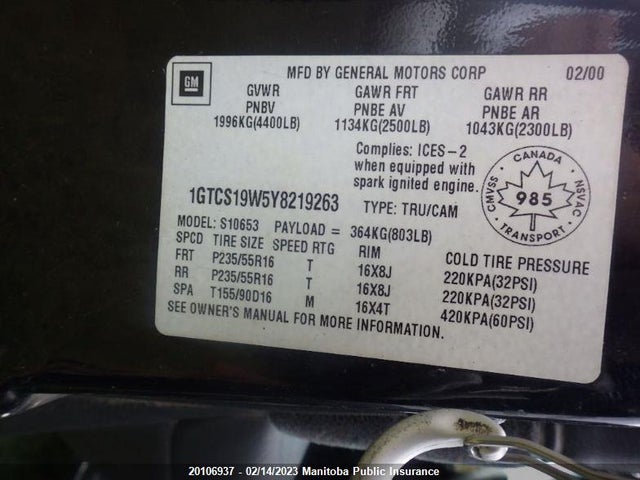 GM
MFD BY GENERAL MOTORS CORP 02/00
GVWR GAWR FRT GAWR RR
PNBV PNBE AV PNBE AR
1996KG(4400LB) 1134KG(2500LB) 1043KG(2300LB)
Complies: ICES-2
when equipped with
spark ignited engine.
1GTCS19W5Y8219263 TYPE: TRU/CAM
CANADA
CMVSS 985 NSVAC
TRANSPORT
MODEL: S10653 PAYLOAD = 364KG(803LB)
SPCD TIRE SIZE SPEED RTG RIM COLD TIRE PRESSURE
FRT P235/55R16 T 16X8J 220KPA(32PSI)
RR P235/55R16 T 16X8J 220KPA(32PSI)
SPA T155/90D16 M 16X4T 420KPA(60PSI)
SEE OWNER'S MANUAL FOR MORE INFORMATION.
20106937 - 02/14/2023 Manitoba Public Insurance